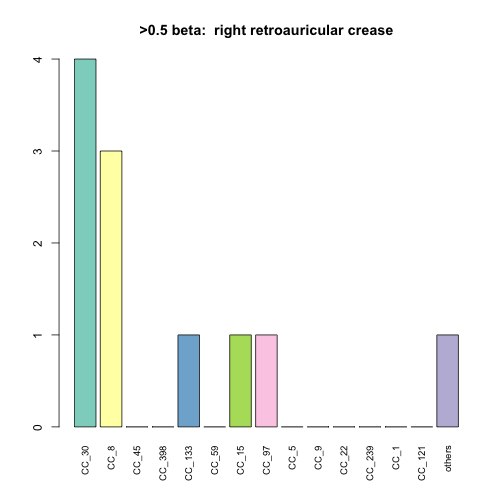 >0.5 beta:  right retroauricular crease
4
3
2
1
0
CC_30
CC_8
CC_45
CC_398
CC_133
CC_59
CC_15
CC_97
CC_5
CC_9
CC_22
CC_239
CC_1
CC_121
others